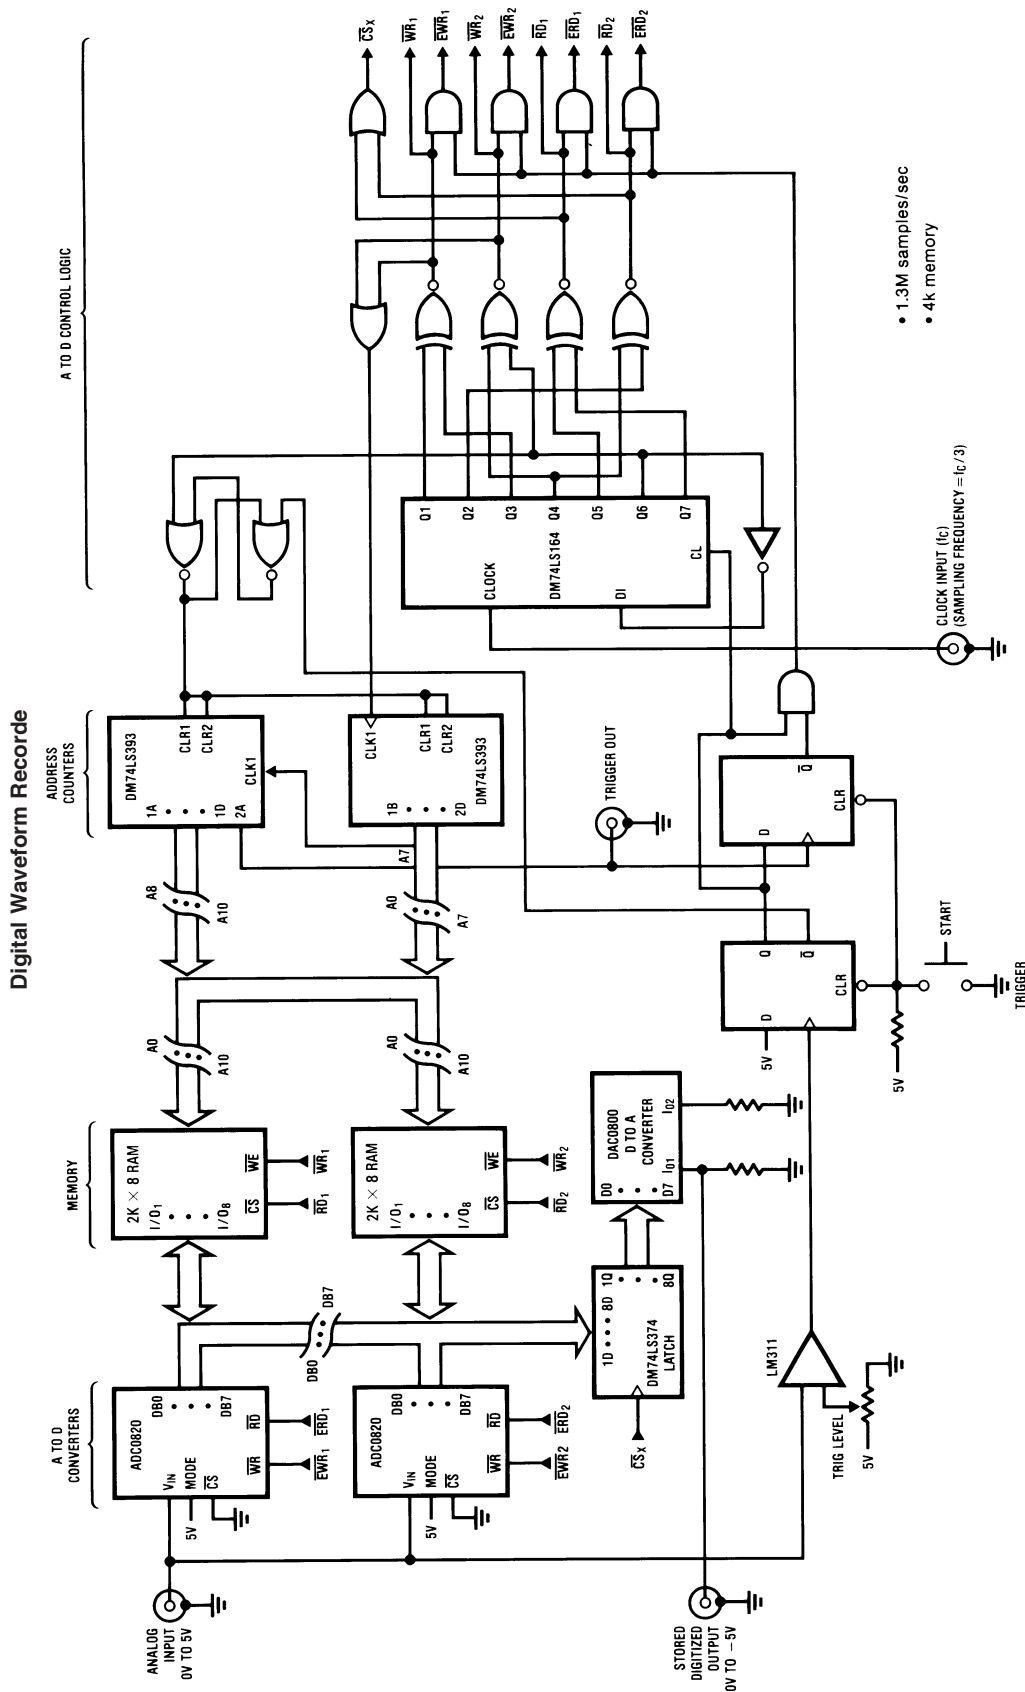 Digital Waveform Recorde
A TO D
CONVERTERS
MEMORY
ADDRESS
COUNTERS
A TO D CONTROL LOGIC
ANALOG
INPUT
0V TO 5V
ADC0820
VIN
MODE
5V
CS
WR
RD
EWR1
ERD1
DB0
DB7
ADC0820
VIN
MODE
5V
CS
WR
RD
EWR2
ERD2
DB0
DB7
DB0
DB7
2K × 8 RAM
I/O1
I/O8
CS
WE
RD1
WR1
2K × 8 RAM
I/O1
I/O8
CS
WE
RD2
WR2
A0
A10
A0
A10
A8
A10
A0
A7
A7
DM74LS393
1A
1D
2A
CLR1
CLR2
CLK1
DM74LS393
1B
2D
CLK1
CLR1
CLR2
CSX
WR1
EWR1
WR2
EWR2
RD1
ERD1
RD2
ERD2
CLOCK
DM74LS164
DI
CL
Q1
Q2
Q3
Q4
Q5
Q6
Q7
CSX
1D
8D
1Q
8Q
DM74LS374
LATCH
DAC0800
D TO A
CONVERTER
D0
D7
IO1
IO2
TRIGGER OUT
STORED
DIGITIZED
OUTPUT
0V TO −5V
LM311
TRIG LEVEL
5V
5V
D
Q
Q
CLR
D
Q
CLR
5V
START
TRIGGER
CLOCK INPUT (fC)
(SAMPLING FREQUENCY = fC/3)
• 1.3M samples/sec
• 4k memory